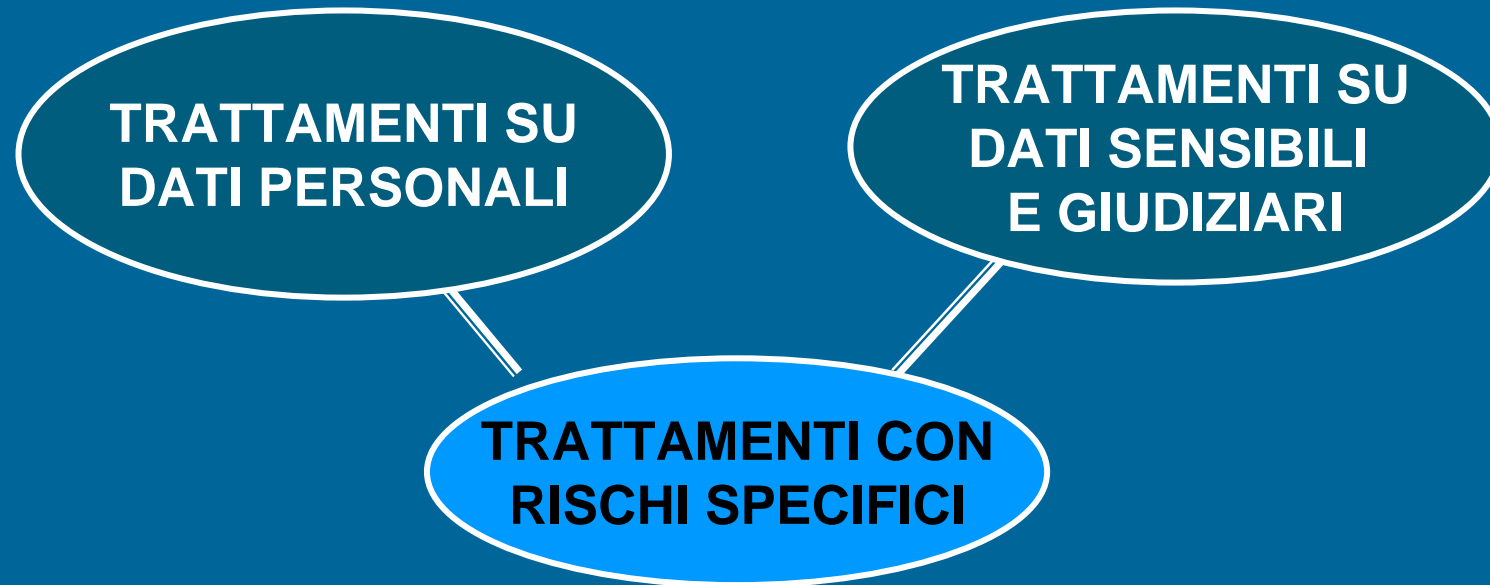 TRATTAMENTI SU
DATI PERSONALI
TRATTAMENTI SU
DATI SENSIBILI
E GIUDIZIARI
TRATTAMENTI CON
RISCHI SPECIFICI